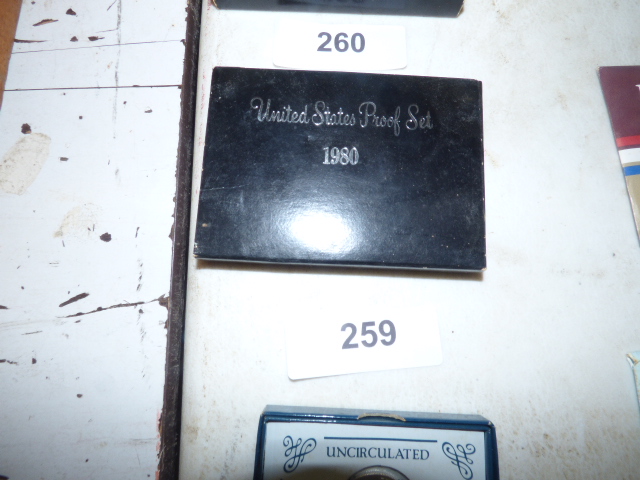 260
United States Proof Set
1980
259
UNCIRCULATED